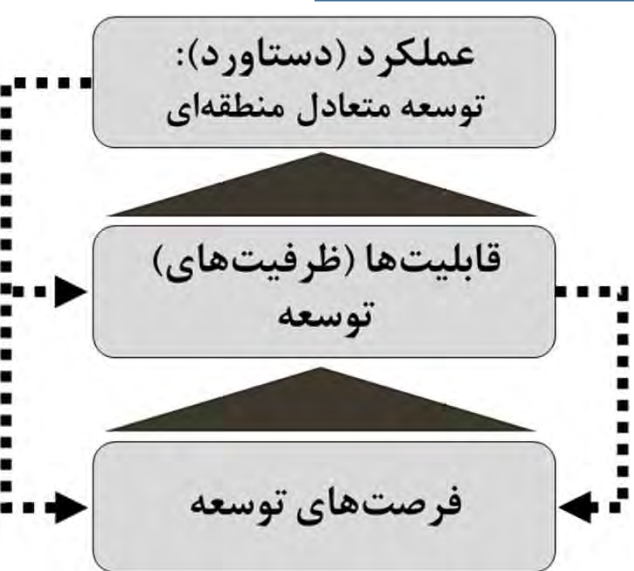 عملکرد (دستاورد):
توسعه متعادل منطقه‌ای
قابلیت‌ها (ظرفیت‌های)
توسعه
فرصت‌های توسعه